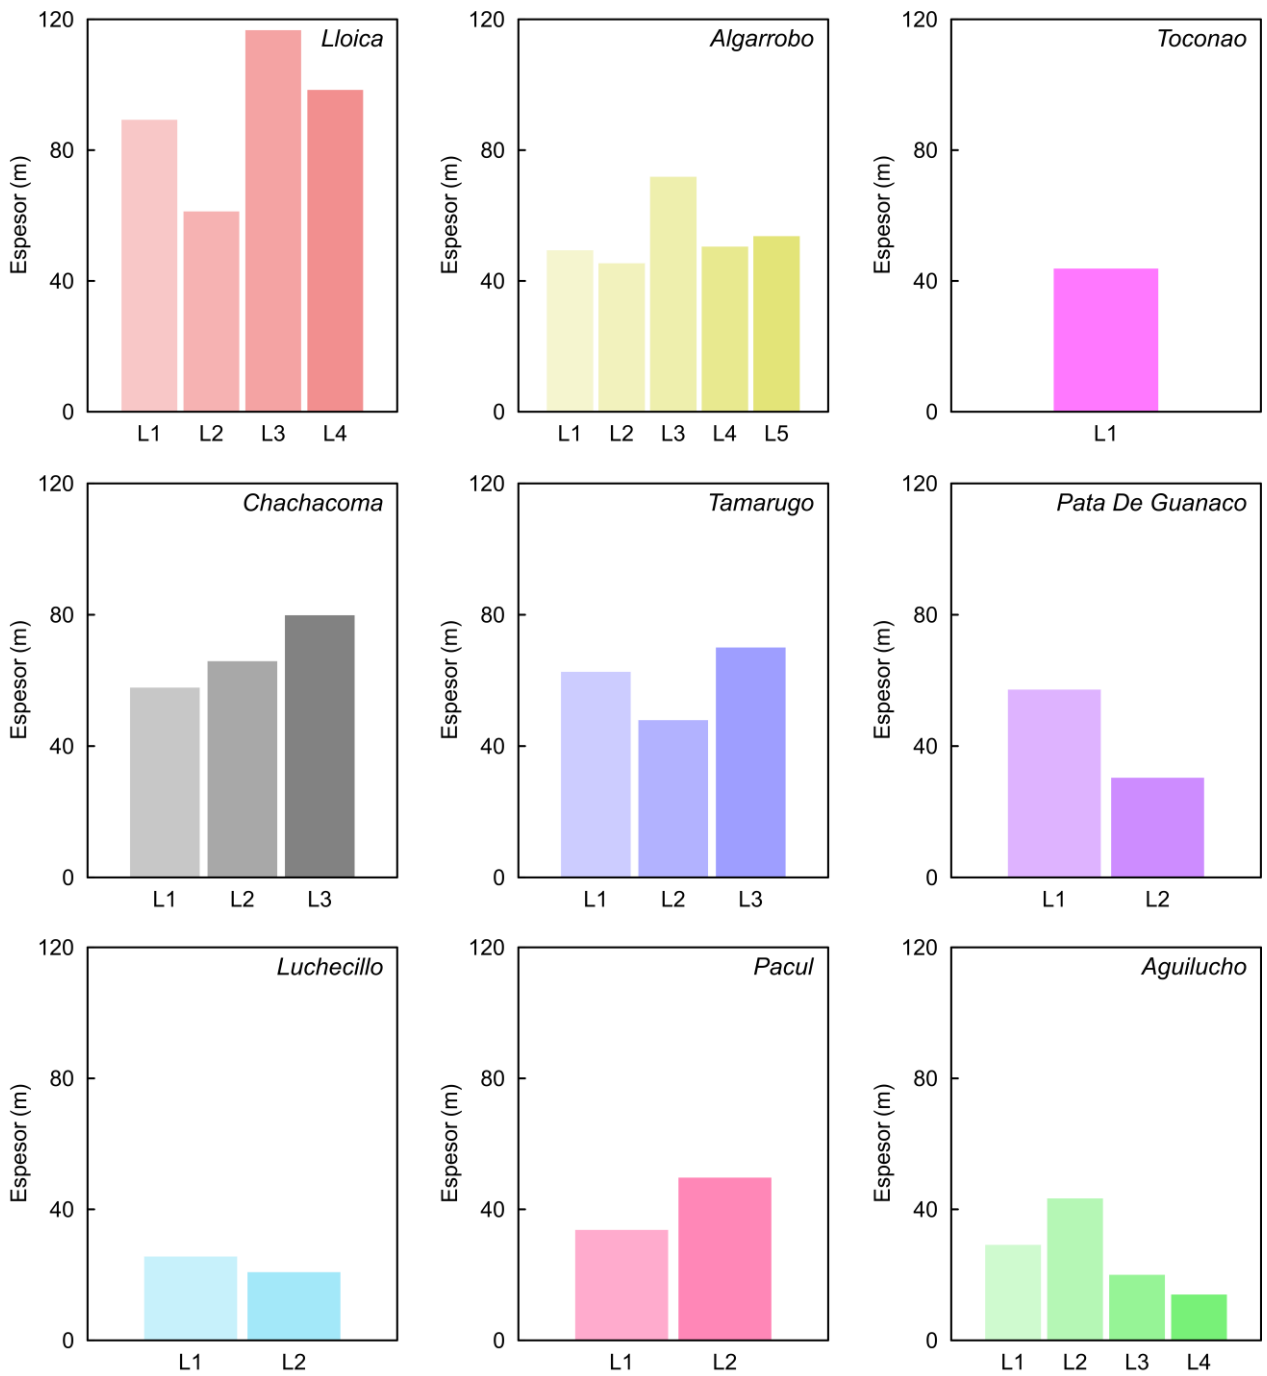 Lloica
Espesor (m)
120
80
40
0
L1 L2 L3 L4
Algarrobo
Espesor (m)
120
80
40
0
L1 L2 L3 L4 L5
Toconao
Espesor (m)
120
80
40
0
L1
Chachacoma
Espesor (m)
120
80
40
0
L1 L2 L3
Tamarugo
Espesor (m)
120
80
40
0
L1 L2 L3
Pata De Guanaco
Espesor (m)
120
80
40
0
L1 L2
Luchecillo
Espesor (m)
120
80
40
0
L1 L2
Pacul
Espesor (m)
120
80
40
0
L1 L2
Aguilucho
Espesor (m)
120
80
40
0
L1 L2 L3 L4